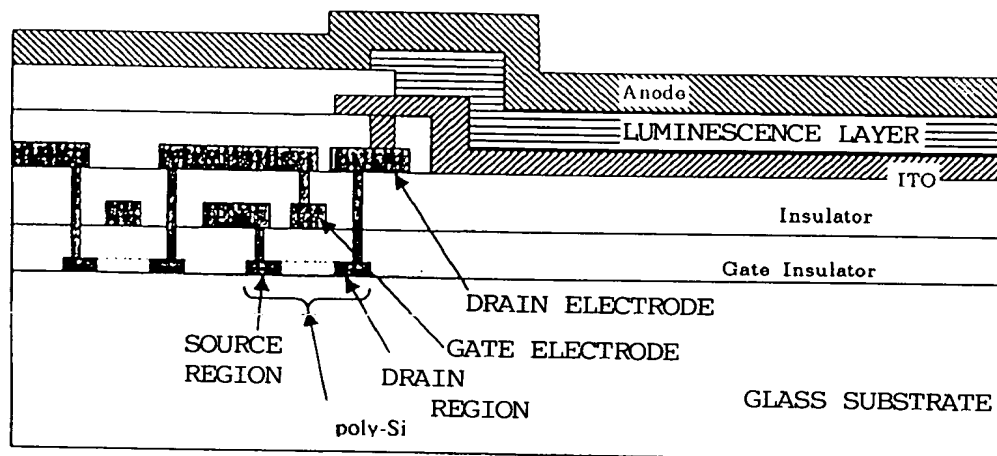 Anode
LUMINESCENCE LAYER
ITO
Insulator
Gate Insulator
DRAIN ELECTRODE
SOURCE
REGION
GATE ELECTRODE
DRAIN
REGION
GLASS SUBSTRATE
poly-Si